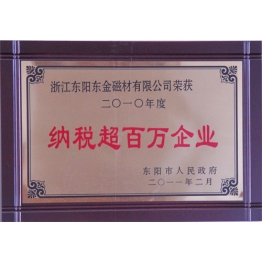 浙江东阳东金磁材有限公司荣获
二〇一〇年度
纳税超百万企业
东阳市人民政府
二〇一一年二月